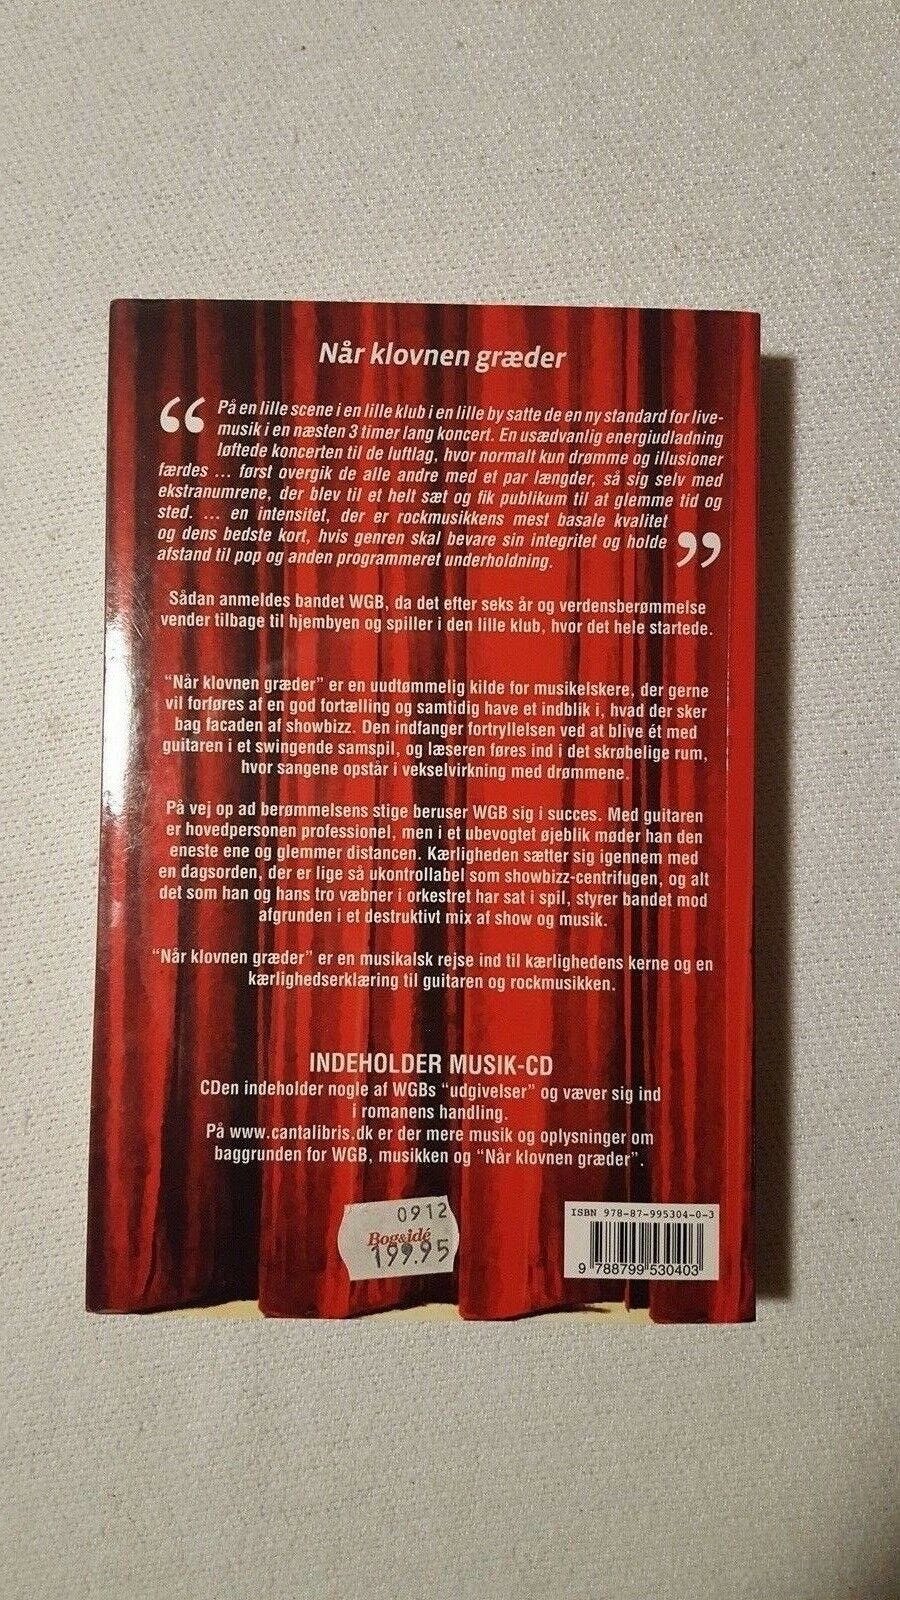 Når klovnen græder
“ På en lille scene i en lille klub i en lille by satte de en ny standard for live-
musik i en næsten 3 timer lang koncert. En usædvanlig energiudladning
løftede koncerten til de luftlag, hvor normalt kun drømme og illusioner
færdes ... først overgik de alle andre med et par længder, så sig selv med
ekstranumrene, der blev til et helt sæt og fik publikum til at glemme tid og
sted. ... en intensitet, der er rockmusikkens mest basale kvalitet
og dens bedste kort, hvis genren skal bevare sin integritet og holde
afstand til pop og anden programmeret underholdning. ”
Sådan anmeldes bandet WGB, da det efter seks år og verdensberømmelse
vender tilbage til hjembyen og spiller i den lille klub, hvor det hele startede.
“Når klovnen græder” er en uudtømmelig kilde for musikelskere, der gerne
vil forføres af en god fortælling og samtidig have et indblik i, hvad der sker
bag facaden af showbizz. Den indfanger fortryllelsen ved at blive ét med
guitaren i et swingende samspil, og læseren føres ind i det skrøbelige rum,
hvor sangene opstår i vekselvirkning med drømmene.
På vej op ad berømmelsens stige beruser WGB sig i succes. Med guitaren
er hovedpersonen professionel, men i et ubevogtet øjeblik møder han den
eneste ene og glemmer distancen. Kærligheden sætter sig igennem med
en dagsorden, der er lige så ukontrollabel som showbizz-centrifugen, og alt
det som han og hans tro væbner i orkestret har sat i spil, styrer bandet mod
afgrunden i et destruktivt mix af show og musik.
“Når klovnen græder” er en musikalsk rejse ind til kærlighedens kerne og en
kærlighedserklæring til guitaren og rockmusikken.
INDEHOLDER MUSIK-CD
CDen indeholder nogle af WGBs “udgivelser” og væver sig ind
i romanens handling.
På www.cantalibris.dk er der mere musik og oplysninger om
baggrunden for WGB, musikken og “Når klovnen græder”.
0912
Bog&idé
199.95
ISBN 978-87-995304-0-3
9 788799 530403